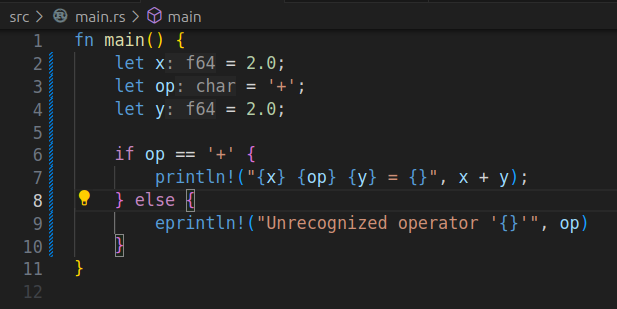 src > main.rs > main
1 fn main() {
2     let x: f64 = 2.0;
3     let op: char = '+';
4     let y: f64 = 2.0;
5
6     if op == '+' {
7         println!("{x} {op} {y} = {}", x + y);
8     } else {
9         eprintln!("Unrecognized operator '{}'", op)
10     }
11 }
12